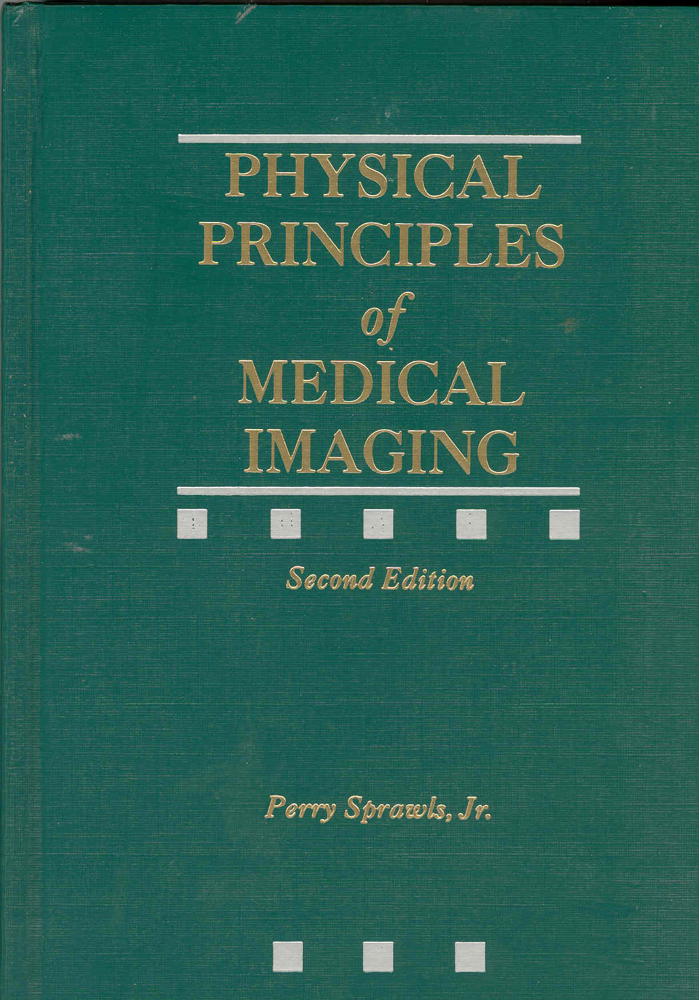 PHYSICAL
PRINCIPLES
of
MEDICAL
IMAGING
Second Edition
Perry Sprawls, Jr.